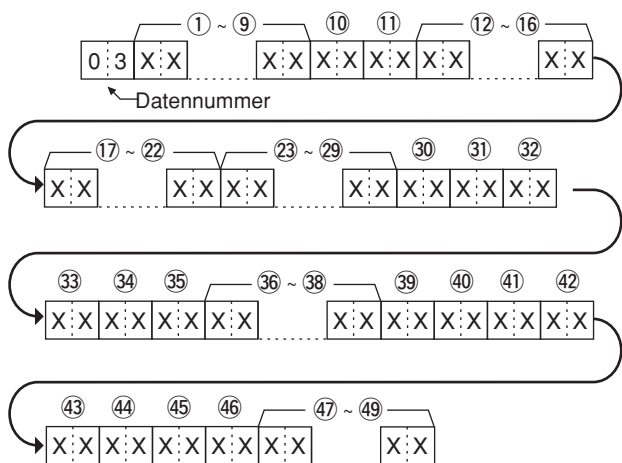 ① ~ ⑨ ⑩ ⑪ ⑫ ~ ⑯
0 3 X X X X X X X X X X X X
Datennummer
⑰ ~ ㉒ ㉓ ~ ㉙ ㉚ ㉛ ㉜
X X X X X X X X X X X X X X
㉝ ㉞ ㉟ ㊱ ~ ㊳ ㊴ ㊵ ㊶ ㊷
X X X X X X X X X X X X X X X X X X
㊸ ㊹ ㊺ ㊻ ㊼ ~ ㊾
X X X X X X X X X X X X